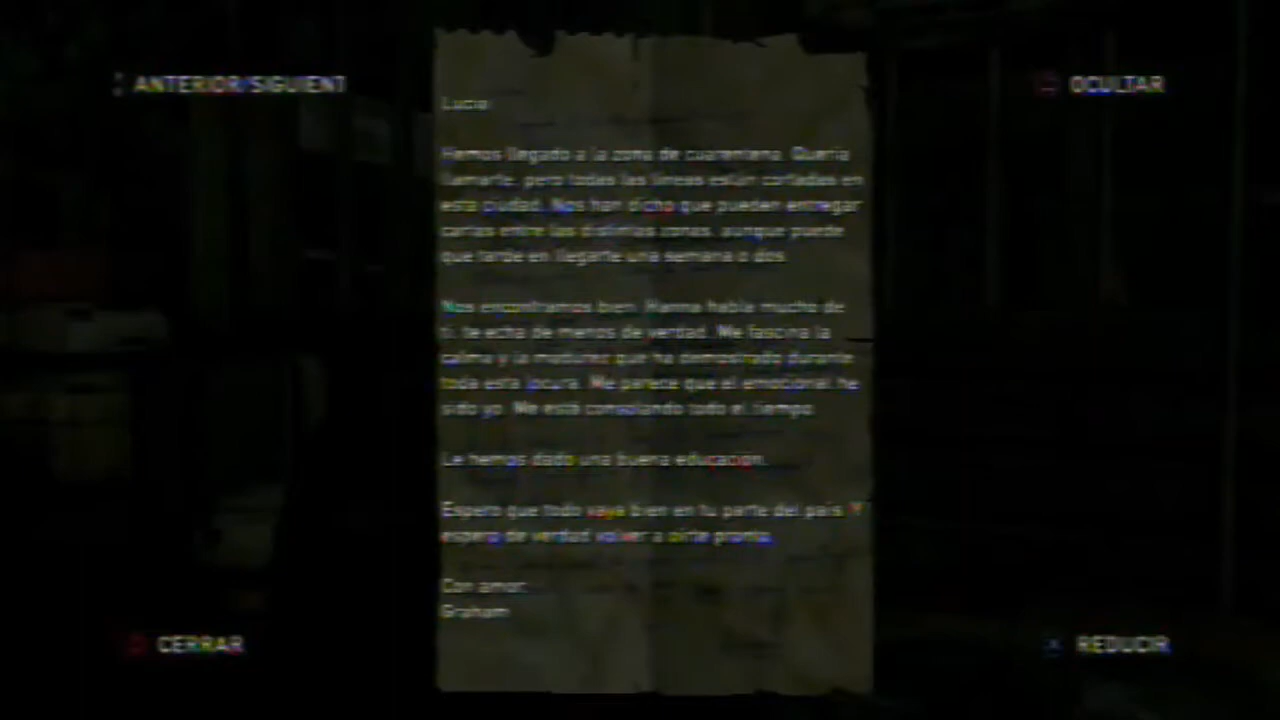 ANTERIOR/SIGUIENT
OCULTAR
Lucia:
Hemos llegado a la zona de cuarentena. Quería
llamarte, pero todas las líneas están cortadas en
esta ciudad. Nos han dicho que pueden entregar
cartas entre las distintas zonas, aunque puede
que tarde en llegarte una semana o dos.
Nos encontramos bien. Hanna habla mucho de
ti, te echa de menos de verdad. Me fascina la
calma y la madurez que ha demostrado durante
toda esta locura. Me parece que el emocional he
sido yo. Me está consolando todo el tiempo.
Le hemos dado una buena educación.
Espero que todo vaya bien en tu parte del país. Y
espero de verdad volver a oírte pronto.
Con amor,
Graham
CERRAR
REDUCIR